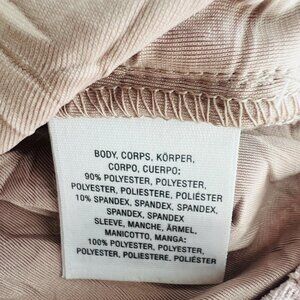 BODY, CORPS, KÖRPER,
CORPO, CUERPO:
90% POLYESTER, POLYESTER,
POLYESTER, POLIESTERE, POLIÉSTER
10% SPANDEX, SPANDEX, SPANDEX,
SPANDEX, SPANDEX
SLEEVE, MANCHE, ÄRMEL,
MANICOTTO, MANGA:
100% POLYESTER, POLYESTER,
POLYESTER, POLIESTERE, POLIÉSTER